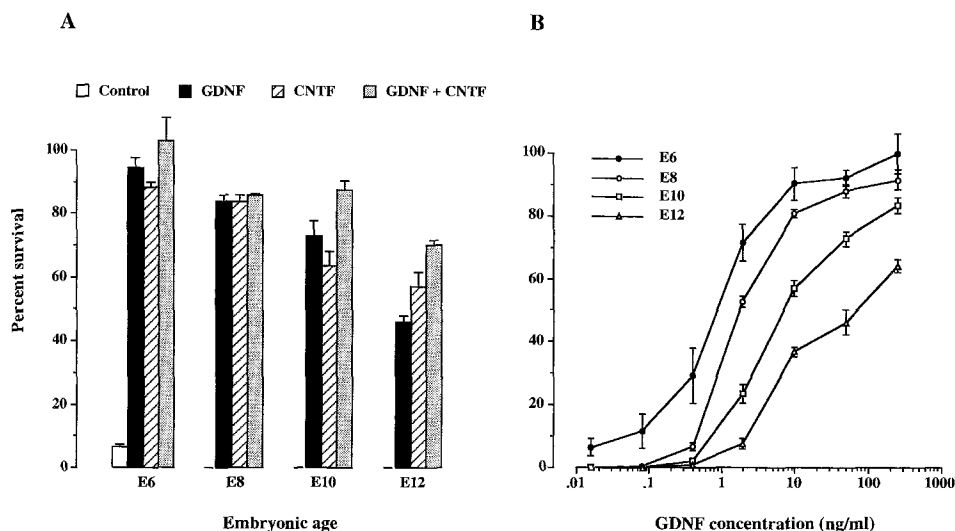 A
Control GDNF CNTF GDNF + CNTF
100
80
60
40
20
0
Percent survival
E6 E8 E10 E12
Embryonic age
B
E6
E8
E10
E12
100
80
60
40
20
0
.01 .1 1 10 100 1000
GDNF concentration (ng/ml)